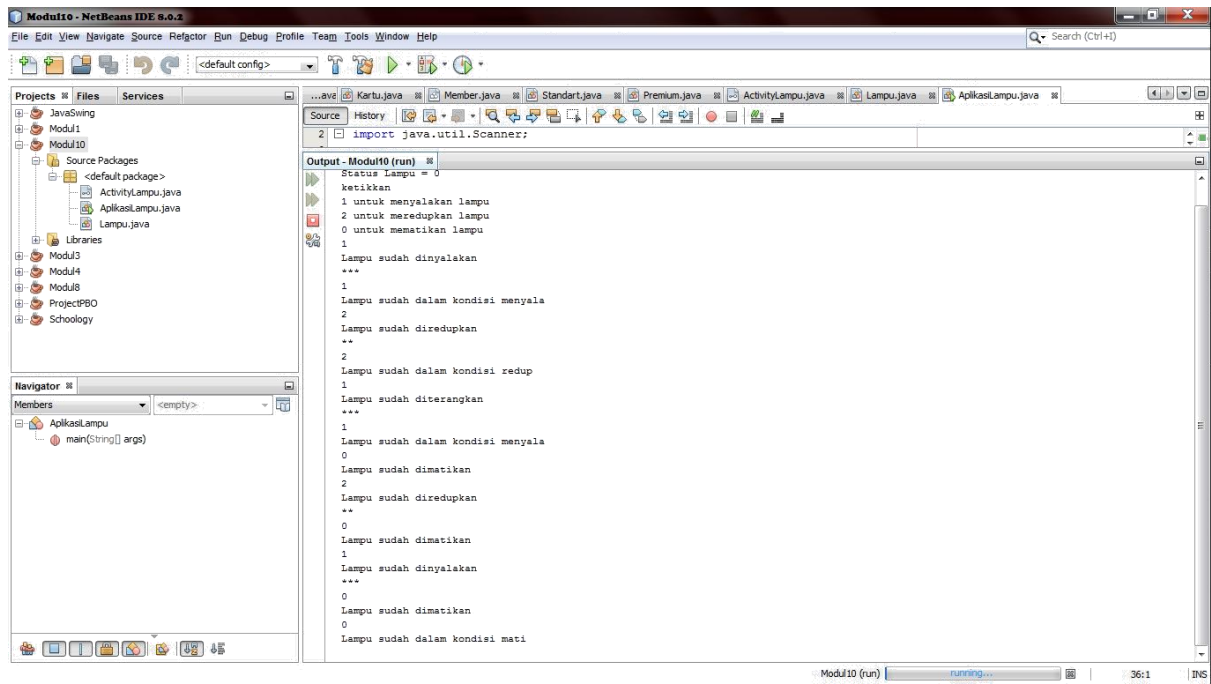 Modul10 - NetBeans IDE 8.0.2
File Edit View Navigate Source Refactor Run Debug Profile Team Tools Window Help
Search (Ctrl+I)
<default config>
Projects Files Services
JavaSwing
Modul1
Modul10
Source Packages
<default package>
ActivityLampu.java
AplikasiLampu.java
Lampu.java
Libraries
Modul3
Modul4
Modul8
ProjectPBO
Schoology
Navigator
Members <empty>
AplikasiLampu
main(String[] args)
...ava Kartu.java Member.java Standart.java Premium.java ActivityLampu.java Lampu.java AplikasiLampu.java
Source History
2 import java.util.Scanner;
Output - Modul10 (run)
Status Lampu = 0
ketikkan
1 untuk menyalakan lampu
2 untuk meredupkan lampu
0 untuk mematikan lampu
1
Lampu sudah dinyalakan
***
1
Lampu sudah dalam kondisi menyala
2
Lampu sudah diredupkan
**
2
Lampu sudah dalam kondisi redup
1
Lampu sudah diterangkan
***
1
Lampu sudah dalam kondisi menyala
0
Lampu sudah dimatikan
2
Lampu sudah diredupkan
**
0
Lampu sudah dimatikan
1
Lampu sudah dinyalakan
***
0
Lampu sudah dimatikan
0
Lampu sudah dalam kondisi mati
Modul10 (run) running... 36:1 INS